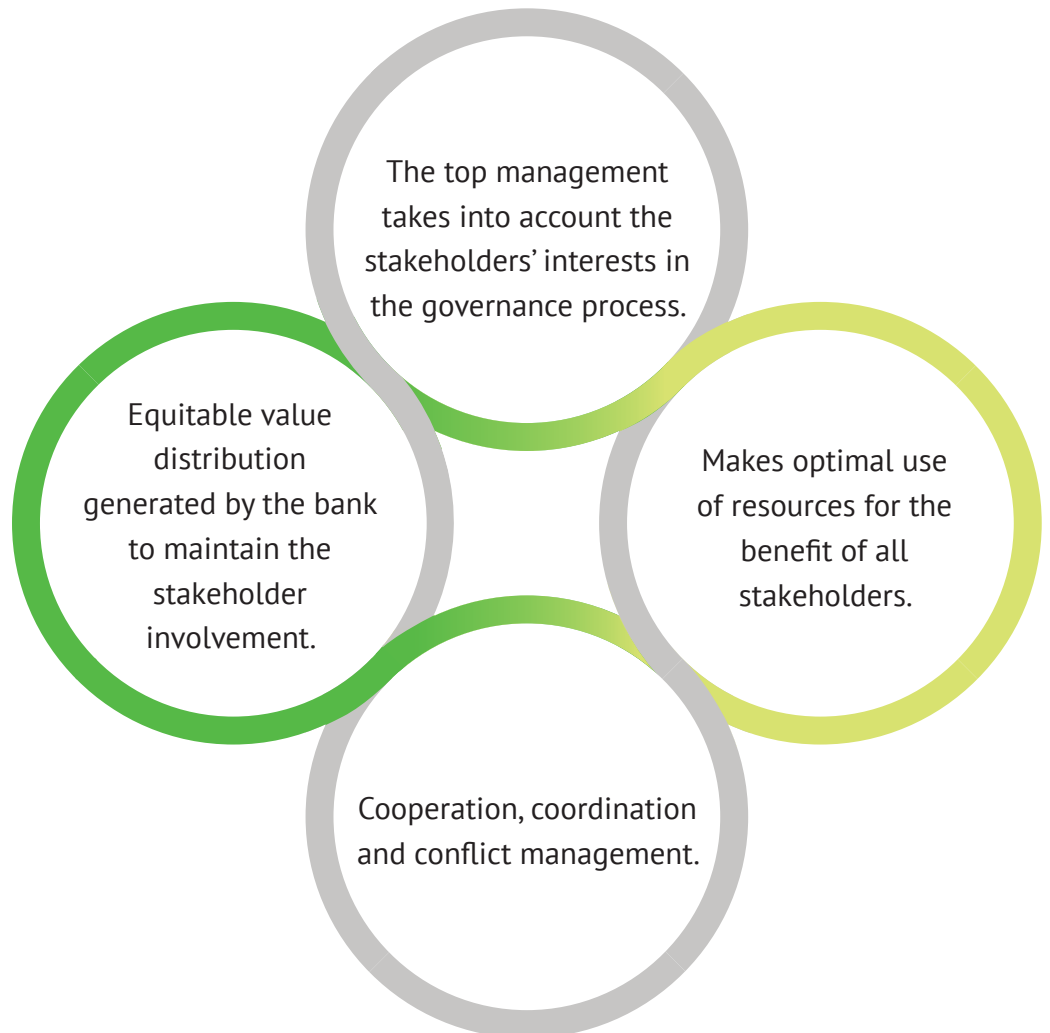 The top management
takes into account the
stakeholders’ interests in
the governance process.
Equitable value
distribution
generated by the bank
to maintain the
stakeholder
involvement.
Makes optimal use
of resources for the
benefit of all
stakeholders.
Cooperation, coordination
and conflict management.